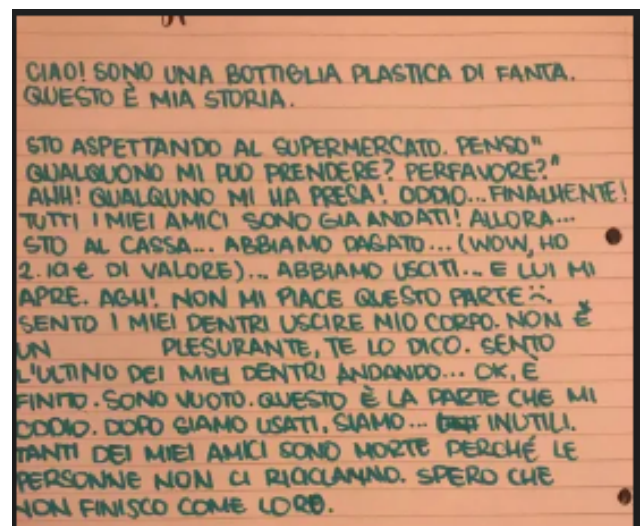 CIAO! SONO UNA BOTTIGLIA PLASTICA DI FANTA.
QUESTO È MIA STORIA.
STO ASPETTANDO AL SUPERMERCATO. PENSO "
QUALQUONO MI PUO PRENDERE? PERFAVORE?"
AHH! QUALQUNO MI HA PRESA! ODDIO... FINALMENTE!
TUTTI I MIEI AMICI SONO GIA ANDATI! ALLORA...
STO AL CASSA... ABBIAMO PAGATO... (WOW, HO
2.10€ DI VALORE)... ABBIAMO USCITI... E LUI MI
APRE. AGH! NON MI PIACE QUESTO PARTE :(.
SENTO I MIEI DENTRI USCIRE MIO CORPO. NON È
UN PLESURANTE, TE LO DICO. SENTO
L'ULTINO DEI MIEI DENTRI ANDANDO... OK, È
FINITO. SONO VUOTO. QUESTO È LA PARTE CHE MI
ODDIO. DOPO SIAMO USATI, SIAMO... INUTILI.
TANTI DEI MIEI AMICI SONO MORTE PERCHÉ LE
PERSONNE NON CI RICICLANNO. SPERO CHE
NON FINISCO COME LORO.